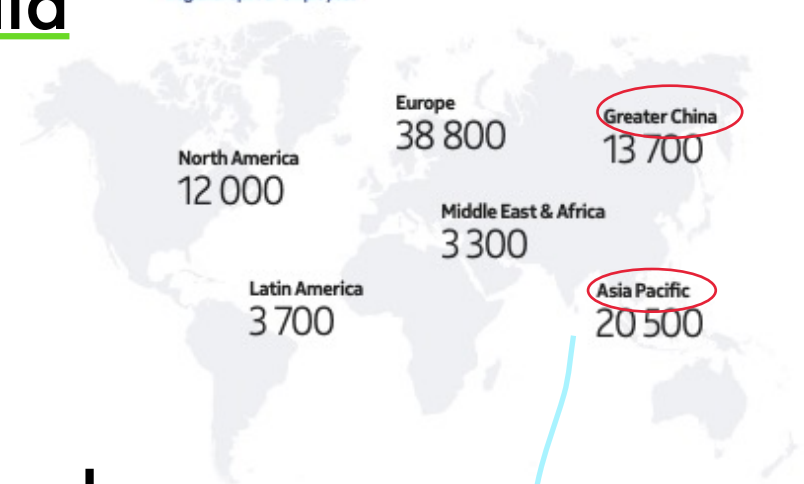 Europe
38 800
Greater China
13 700
North America
12 000
Middle East & Africa
3 300
Latin America
3 700
Asia Pacific
20 500